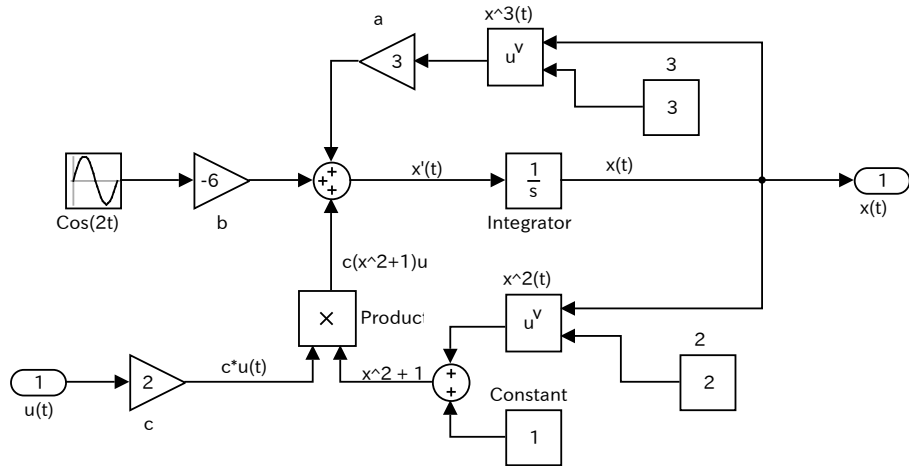 a
x^3(t)
3
u^v
3
3
Cos(2t)
-6
b
+
+
+
x'(t)
1
s
Integrator
x(t)
1
x(t)
c(x^2+1)u
x^2(t)
×
Product
u^v
2
2
1
u(t)
2
c
c*u(t)
x^2 + 1
+
+
Constant
1